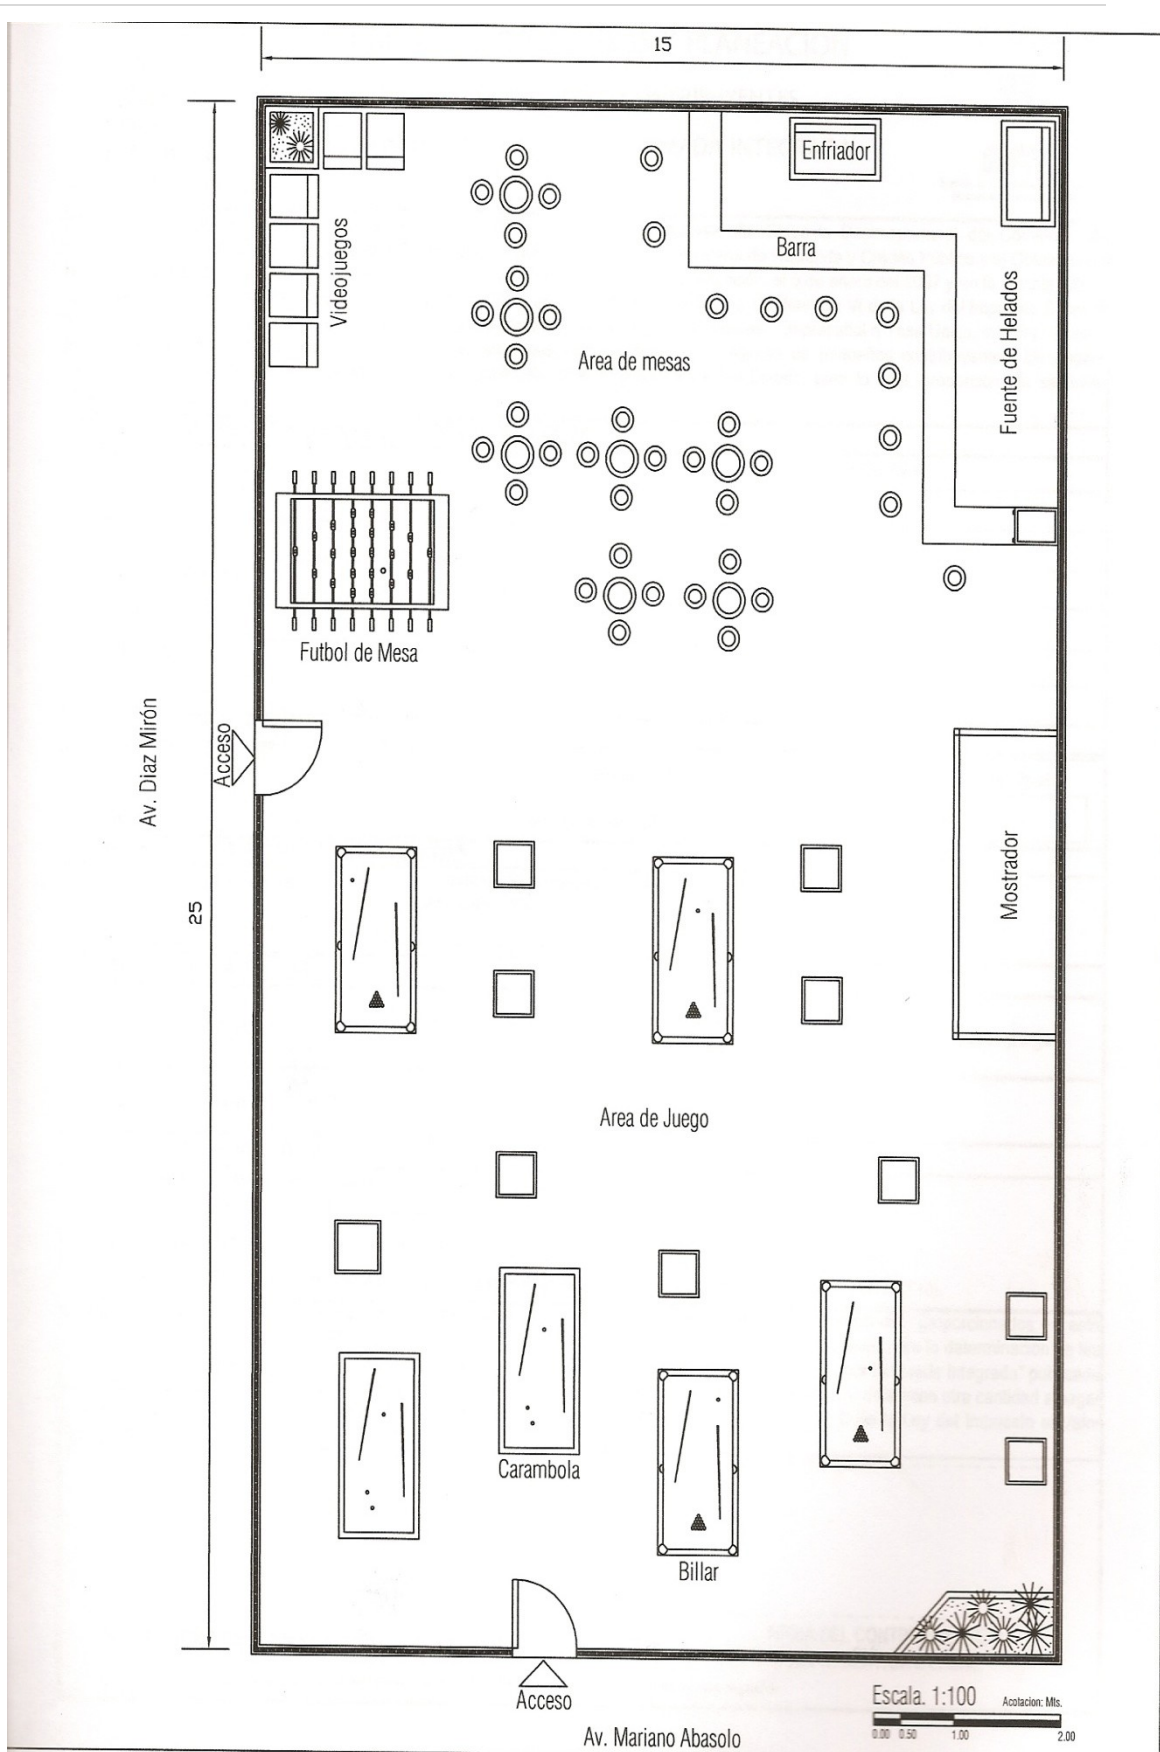 15
Enfriador
Barra
Videojuegos
Fuente de Helados
Area de mesas
Futbol de Mesa
Av. Diaz Mirón
Acceso
25
Mostrador
Area de Juego
Carambola
Billar
Acceso
Escala. 1:100
Acotacion: Mts.
0.00 0.50 1.00 2.00
Av. Mariano Abasolo